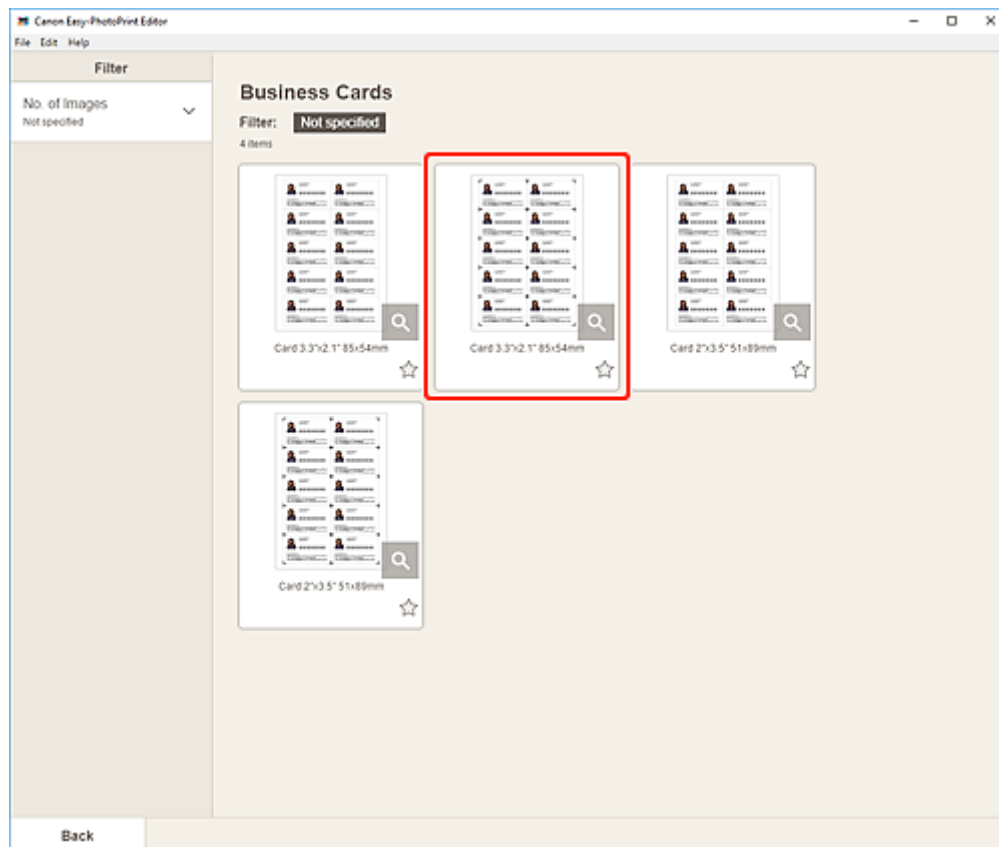 Canon Easy-PhotoPrint Editor
File Edit Help
Filter
No. of Images
Not specified
Business Cards
Filter: Not specified
4 items
Card 3.3"x2.1" 85x54mm
Card 3.3"x2.1" 85x54mm
Card 2"x3.5" 51x89mm
Card 2"x3.5" 51x89mm
Back